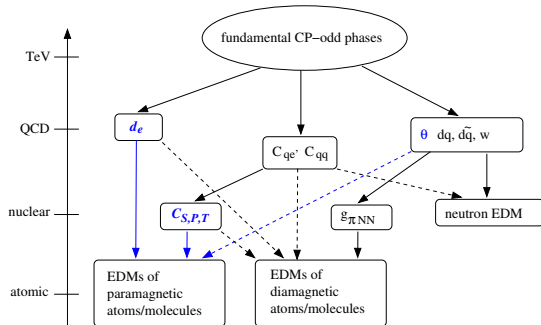 fundamental CP−odd phases
TeV
QCD
d_e
θ dq, d̃q, w
C_qe, C_qq
nuclear
C_S,P,T
g_πNN
neutron EDM
atomic
EDMs of
paramagnetic
atoms/molecules
EDMs of
diamagnetic
atoms/molecules